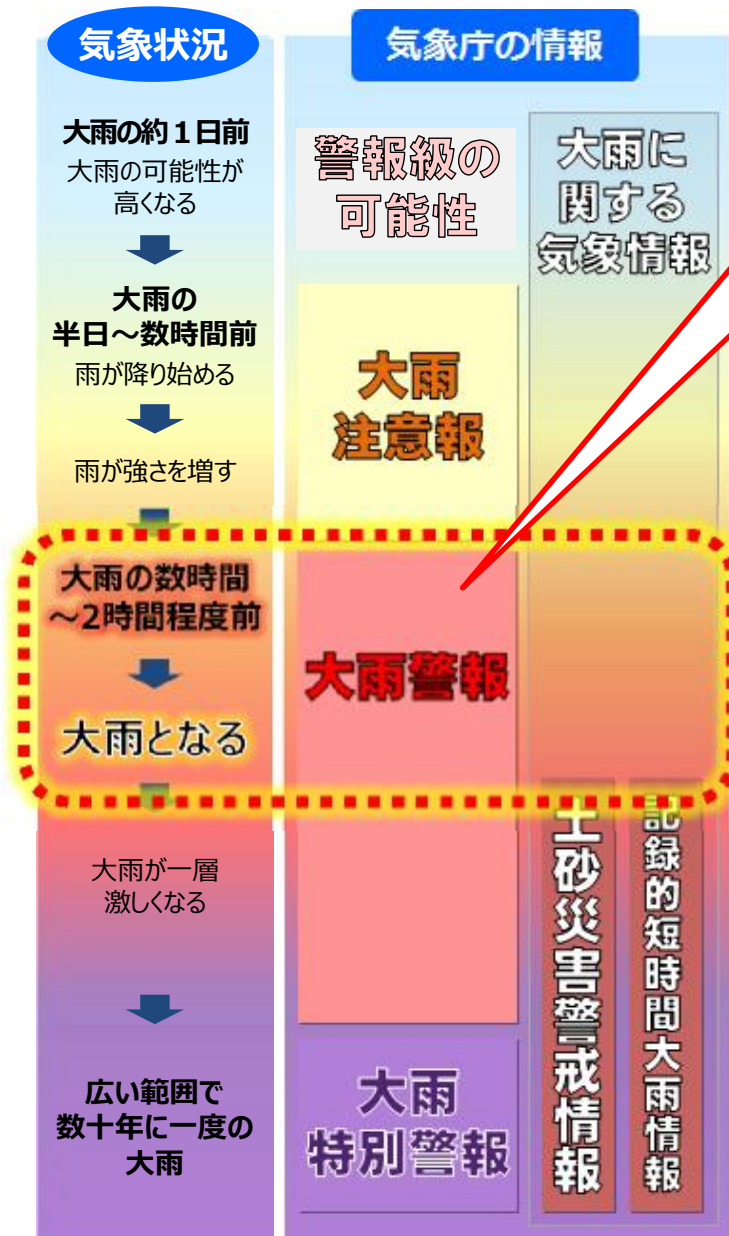 気象状況
大雨の約１日前
大雨の可能性が
高くなる
大雨の
半日～数時間前
雨が降り始める
雨が強さを増す
大雨の数時間
～2時間程度前
大雨となる
大雨が一層
激しくなる
広い範囲で
数十年に一度の
大雨
気象庁の情報
警報級の
可能性
大雨
注意報
大雨警報
大雨
特別警報
大雨に
関する
気象情報
土砂災害警戒情報
記録的短時間大雨情報